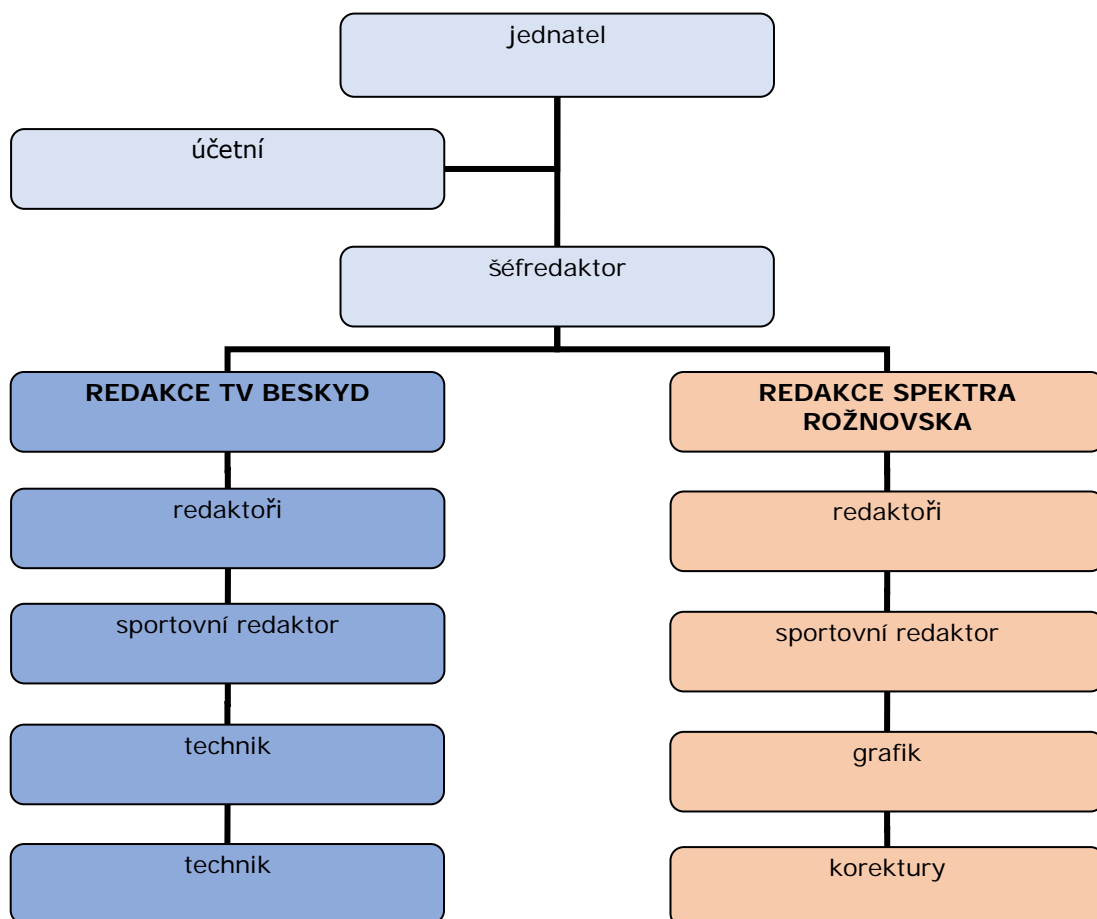 jednatel
účetní
šéfredaktor
REDAKCE TV BESKYD
redaktoři
sportovní redaktor
technik
technik
REDAKCE SPEKTRA
ROŽNOVSKA
redaktoři
sportovní redaktor
grafik
korektury